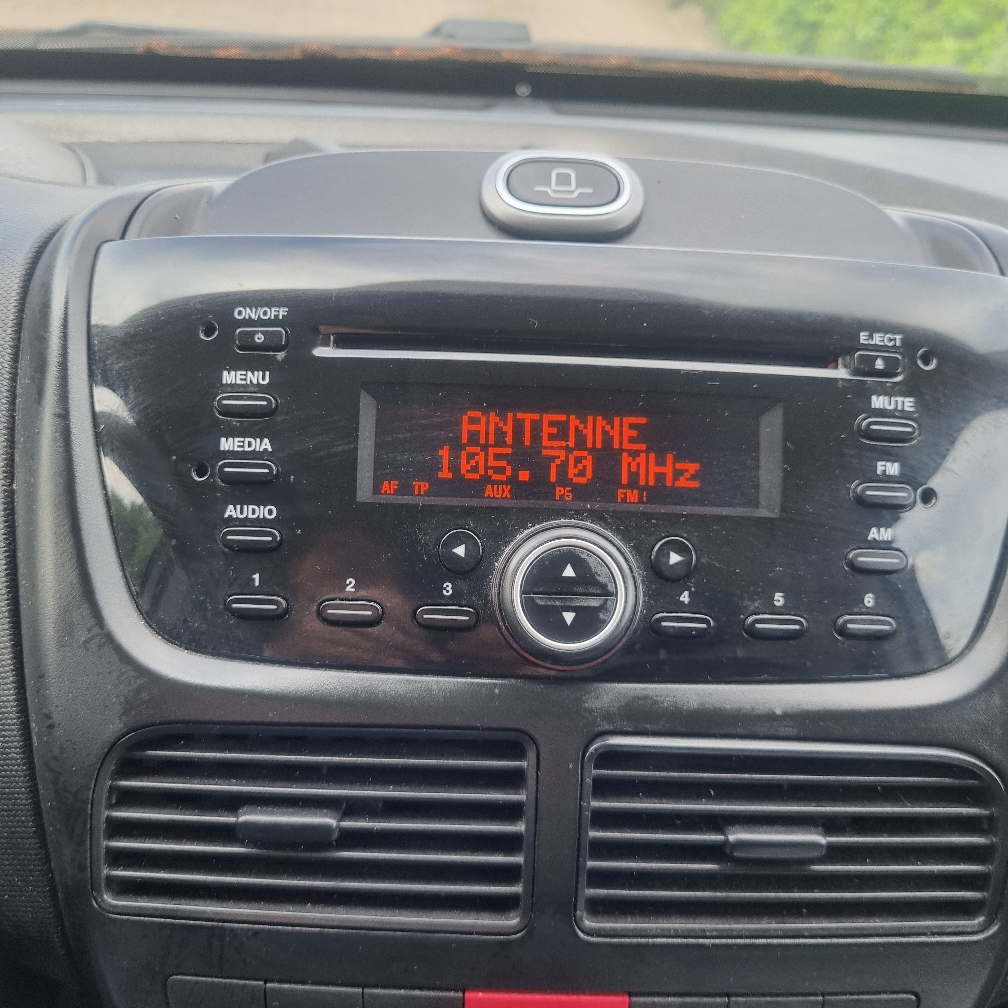 ON/OFF
EJECT
MENU
MUTE
ANTENNE
MEDIA
105.70 MHz
FM
AF TP AUX P6 FM1
AUDIO
AM
1 2 3 4 5 6